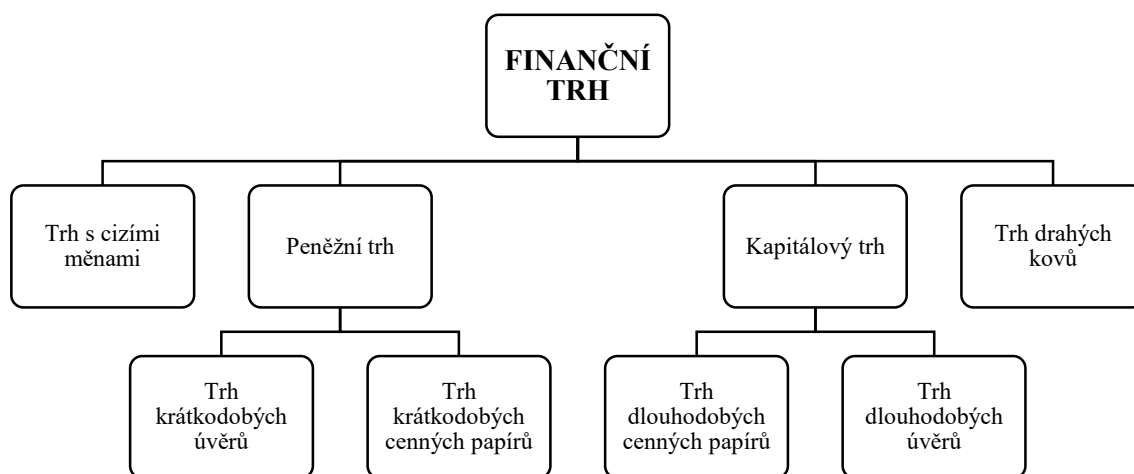 FINANČNÍ
TRH
Trh s cizími
měnami
Peněžní trh
Kapitálový trh
Trh drahých
kovů
Trh
krátkodobých
úvěrů
Trh
krátkodobých
cenných papírů
Trh
dlouhodobých
cenných papírů
Trh
dlouhodobých
úvěrů